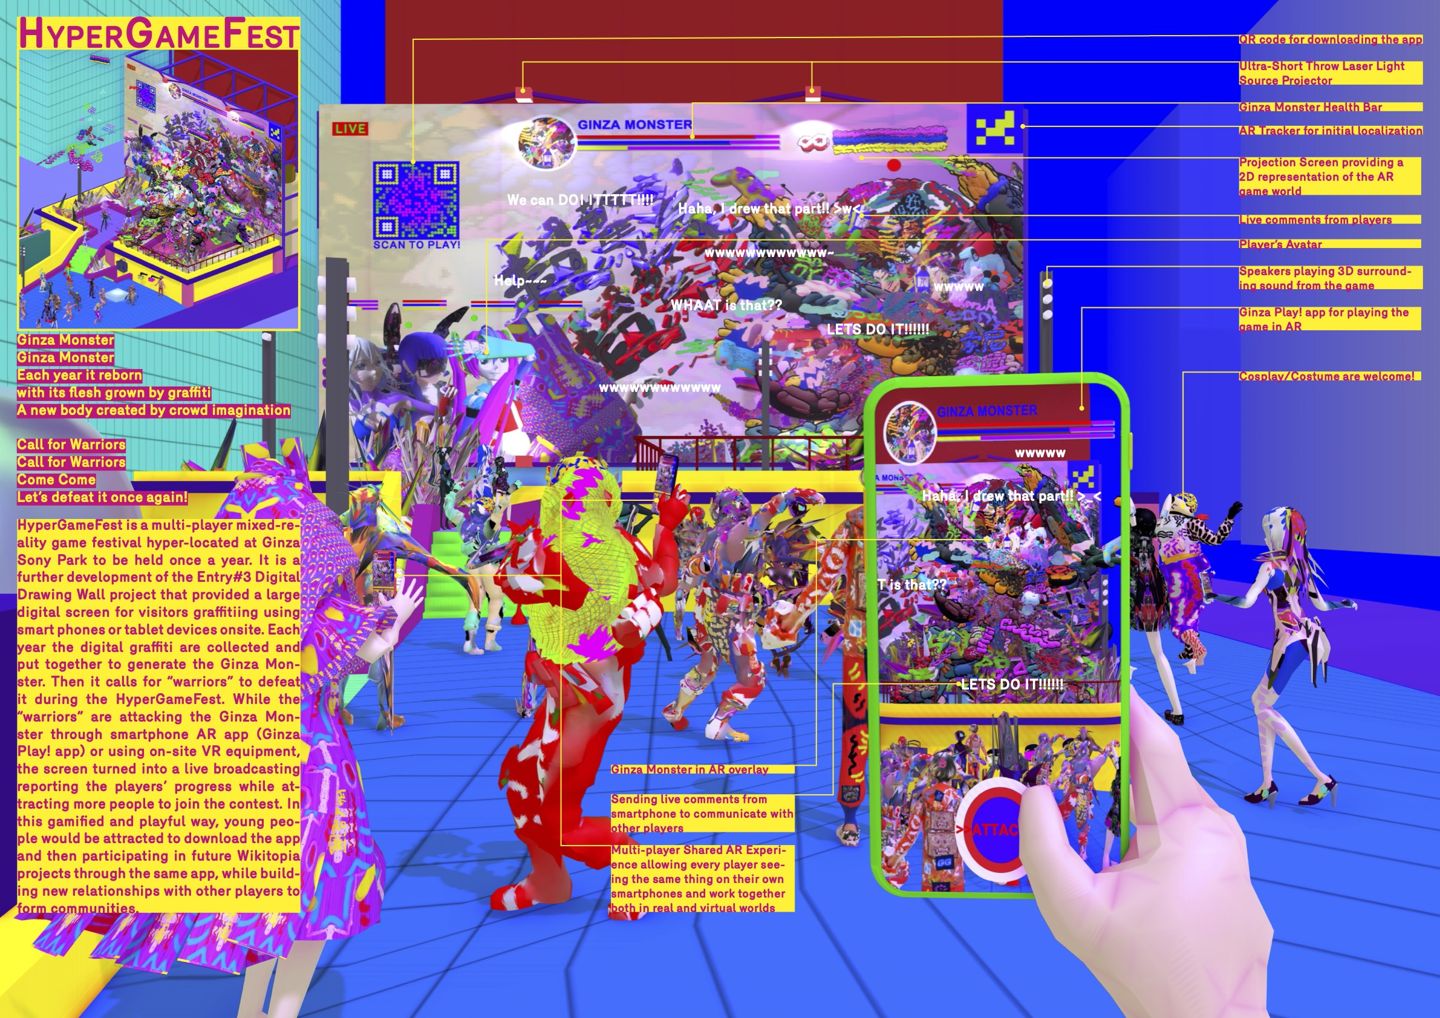 HYPERGAMEFEST
Ginza Monster
Ginza Monster
Each year it reborn
with its flesh grown by graffiti
A new body created by crowd imagination
Call for Warriors
Call for Warriors
Come Come
Let's defeat it once again!
HyperGameFest is a multi-player mixed-re-
ality game festival hyper-located at Ginza
Sony Park to be held once a year. It is a
further development of the Entry#3 Digital
Drawing Wall project that provided a large
digital screen for visitors graffitiing using
smart phones or tablet devices onsite. Each
year the digital graffiti are collected and
put together to generate the Ginza Mon-
ster. Then it calls for "warriors" to defeat
it during the HyperGameFest. While the
"warriors" are attacking the Ginza Mon-
ster through smartphone AR app (Ginza
Play! app) or using on-site VR equipment,
the screen turned into a live broadcasting
reporting the players' progress while at-
tracting more people to join the contest. In
this gamified and playful way, young peo-
ple would be attracted to download the app
and then participating in future Wikitopia
projects through the same app, while build-
ing new relationships with other players to
form communities.
LIVE
GINZA MONSTER
SCAN TO PLAY!
We can DO! ITTTTT!!!!
Haha, I drew that part!! >w<
wwwwwwwwwwww~
Help~~~
wwwww
WHAAT is that??
LETS DO IT!!!!!!
wwwwwwwwwwww
QR code for downloading the app
Ultra-Short Throw Laser Light
Source Projector
Ginza Monster Health Bar
AR Tracker for initial localization
Projection Screen providing a
2D representation of the AR
game world
Live comments from players
Player's Avatar
Speakers playing 3D surround-
ing sound from the game
Ginza Play! app for playing the
game in AR
Cosplay/Costume are welcome!
GINZA MONSTER
wwwww
Haha, I drew that part!! >_<
T is that??
LETS DO IT!!!!!!
>>ATTAC
GG
Ginza Monster in AR overlay
Sending live comments from
smartphone to communicate with
other players
Multi-player Shared AR Experi-
ence allowing every player see-
ing the same thing on their own
smartphones and work together
both in real and virtual worlds